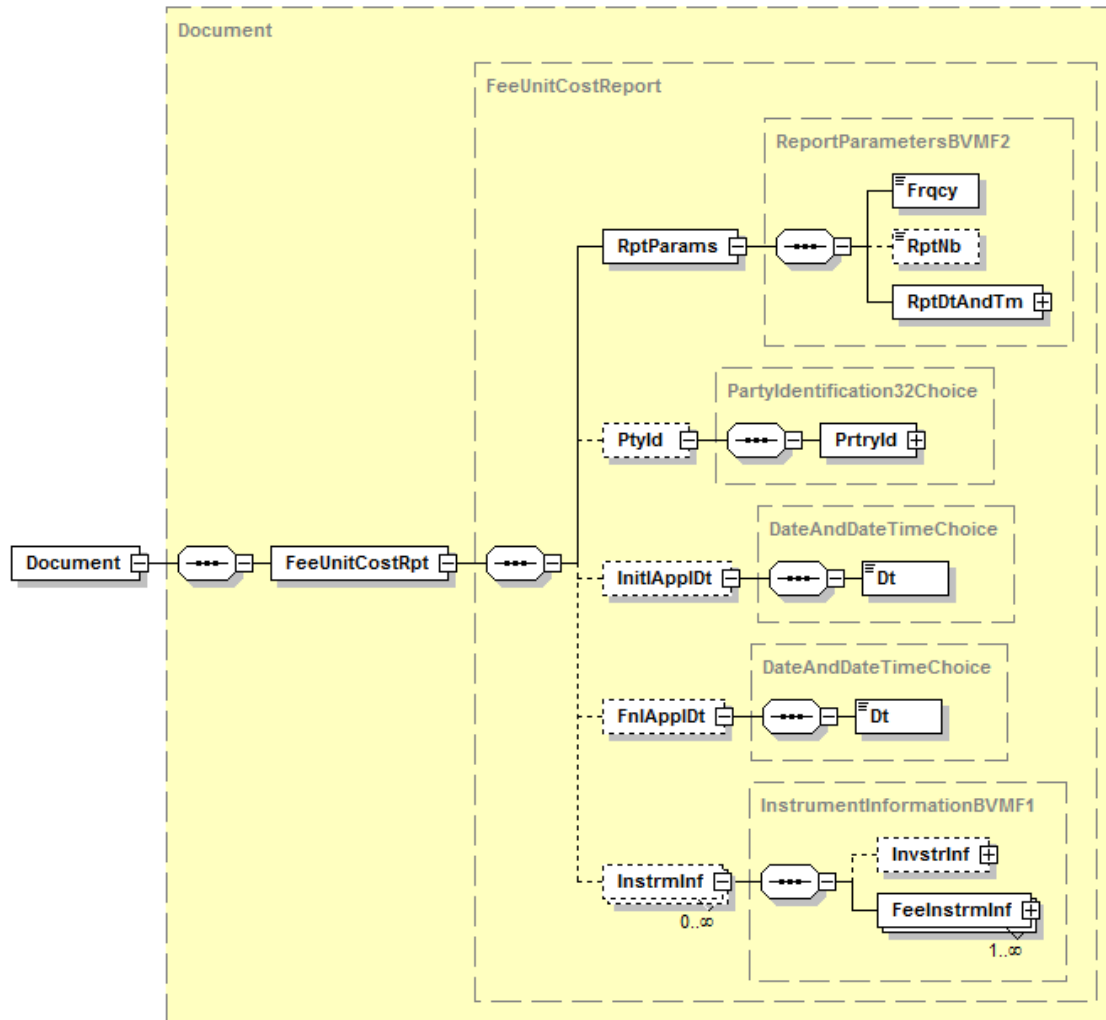 Document
FeeUnitCostReport
ReportParametersBVMF2
Frqcy
RptParams
RptNb
RptDtAndTm
PartyIdentification32Choice
PtyId
PrtryId
DateAndDateTimeChoice
Document
FeeUnitCostRpt
InitlApplDt
Dt
DateAndDateTimeChoice
FnlApplDt
Dt
InstrumentInformationBVMF1
InvstrInf
InstrmInf
0..∞
FeeInstrmInf
1..∞